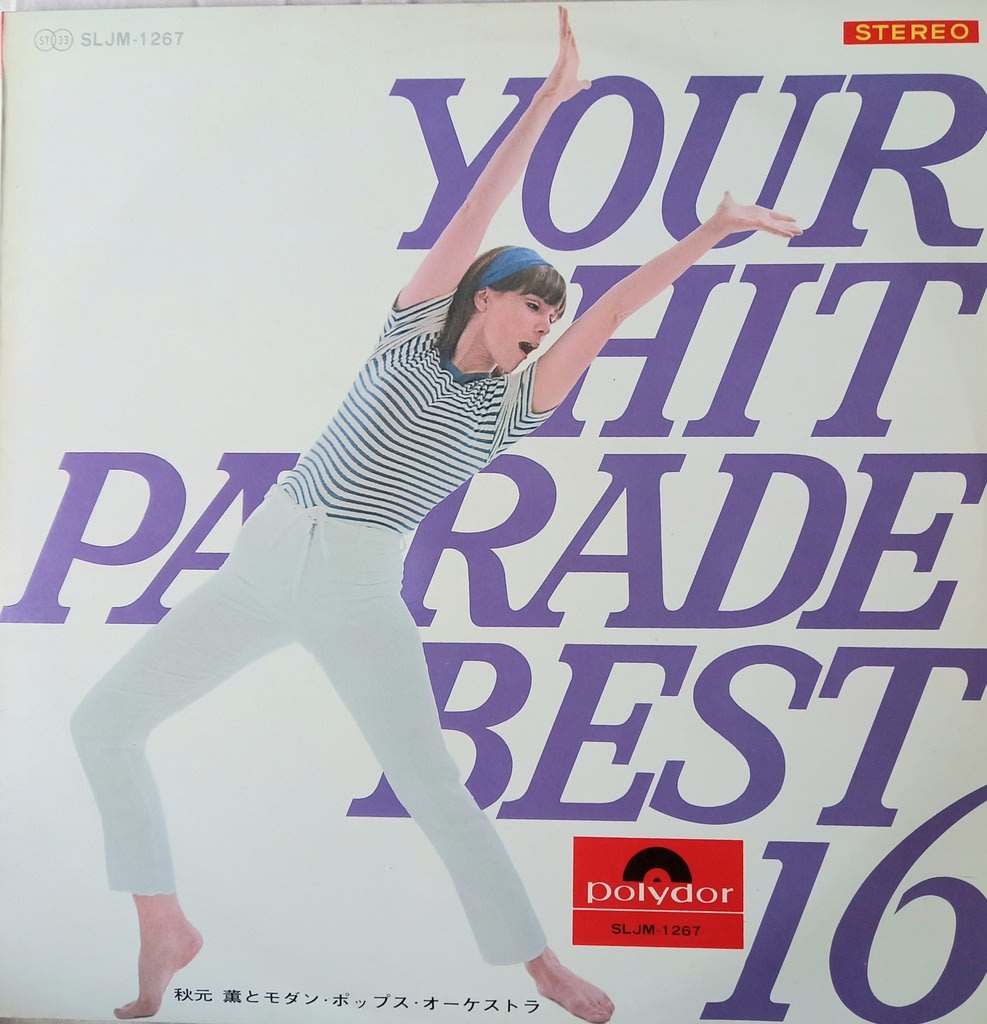 ST 33 SLJM-1267
STEREO
YOUR
HIT
PARADE
BEST
16
polydor
SLJM-1267
秋元 薫とモダン・ポップス・オーケストラ